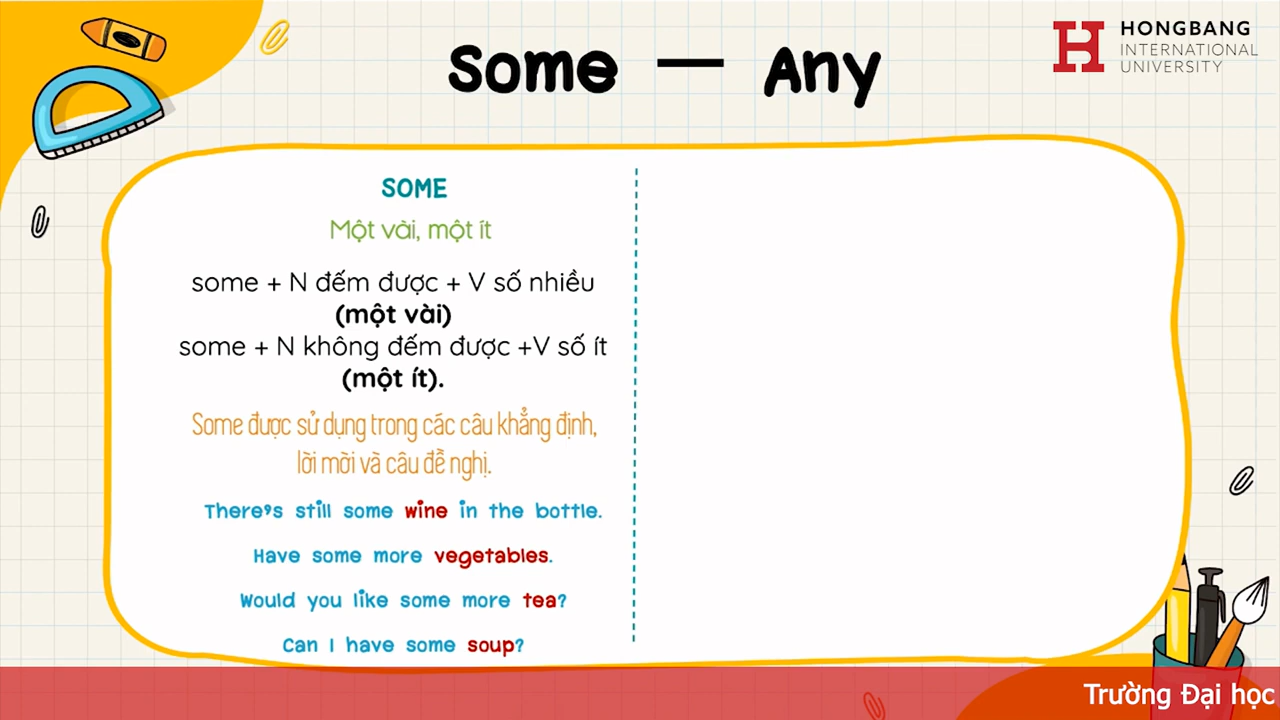 Some — Any
HONGBANG
INTERNATIONAL
UNIVERSITY
SOME
Một vài, một ít
some + N đếm được + V số nhiều
(một vài)
some + N không đếm được +V số ít
(một ít).
Some được sử dụng trong các câu khẳng định,
lời mời và câu đề nghị.
There's still some wine in the bottle.
Have some more vegetables.
Would you like some more tea?
Can I have some soup?
Trường Đại học